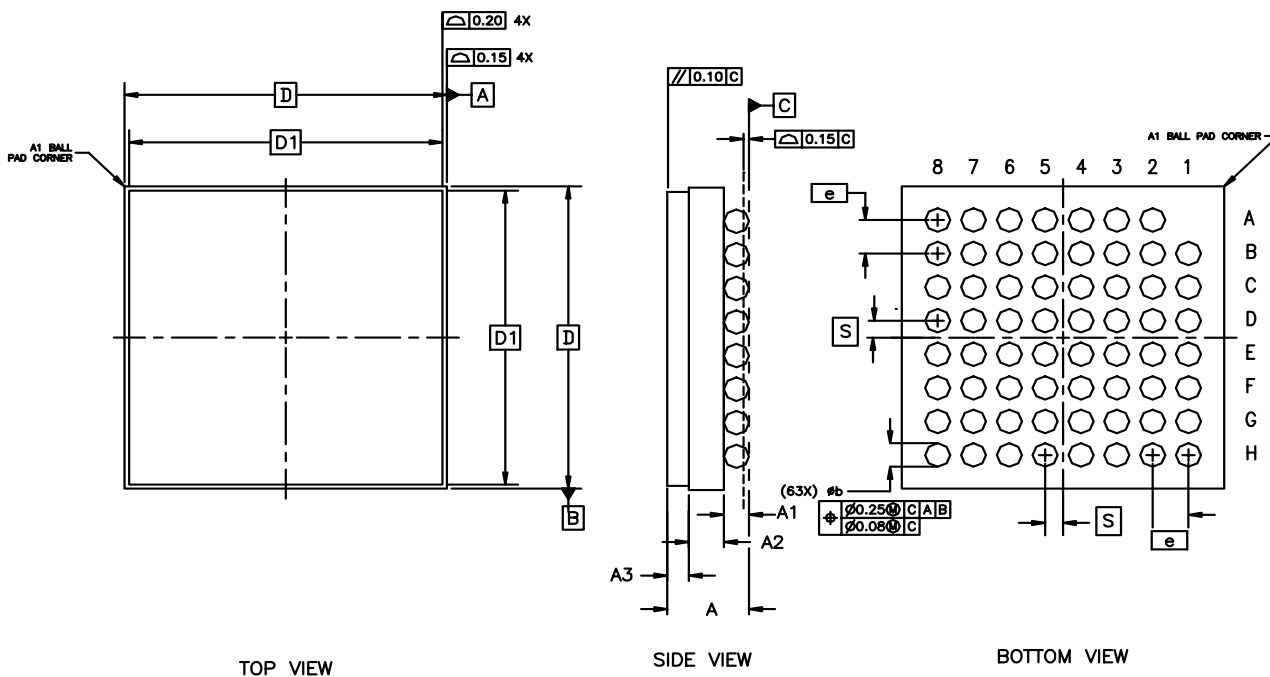 ⌓ 0.20 4X
⌓ 0.15 4X
D
A
D1
A1 BALL
PAD CORNER
D1
D
B
TOP VIEW
// 0.10 C
C
⌓ 0.15 C
A1
A2
A3
A
SIDE VIEW
A1 BALL PAD CORNER
8 7 6 5 4 3 2 1
e
A
B
C
D
S
E
F
G
H
(63X) øb
⌖ Ø0.25Ⓜ C A B
Ø0.08Ⓜ C
S
e
BOTTOM VIEW